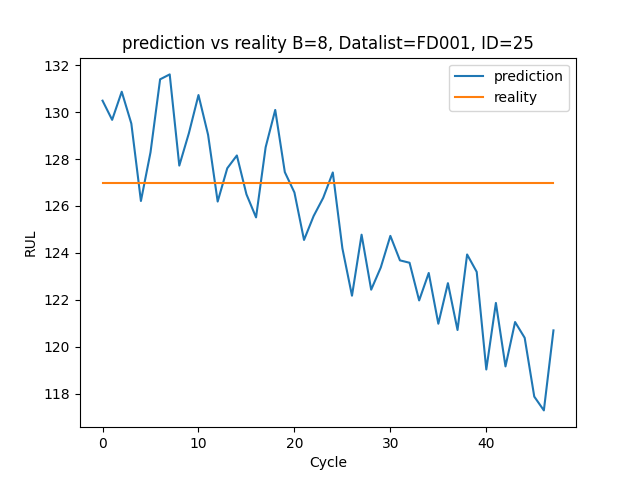 prediction vs reality B=8, Datalist=FD001, ID=25
prediction
reality
RUL
132
130
128
126
124
122
120
118
0 10 20 30 40
Cycle